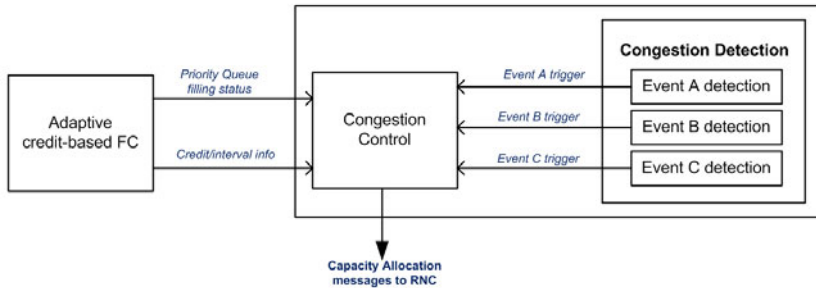 Congestion Detection
Priority Queue
filling status
Event A trigger
Event A detection
Adaptive
credit-based FC
Congestion
Control
Event B trigger
Event B detection
Credit/interval info
Event C trigger
Event C detection
Capacity Allocation
messages to RNC